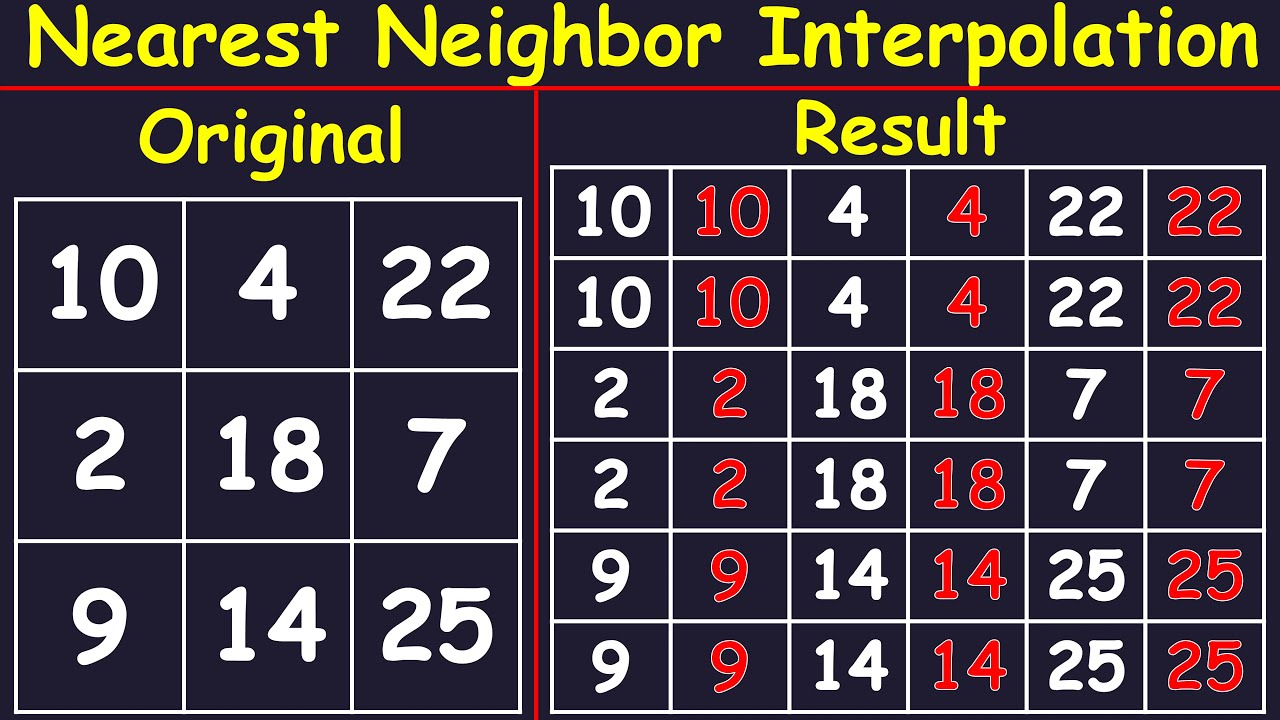 Nearest Neighbor Interpolation
Original
10 4 22
2 18 7
9 14 25
Result
10 10 4 4 22 22
10 10 4 4 22 22
2 2 18 18 7 7
2 2 18 18 7 7
9 9 14 14 25 25
9 9 14 14 25 25